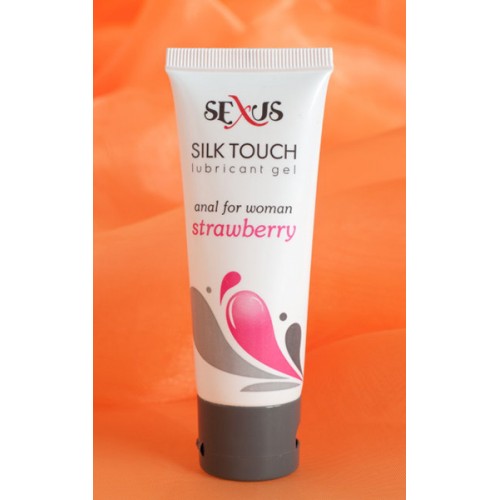 SEXUS
SILK TOUCH
lubricant gel
anal for woman
strawberry